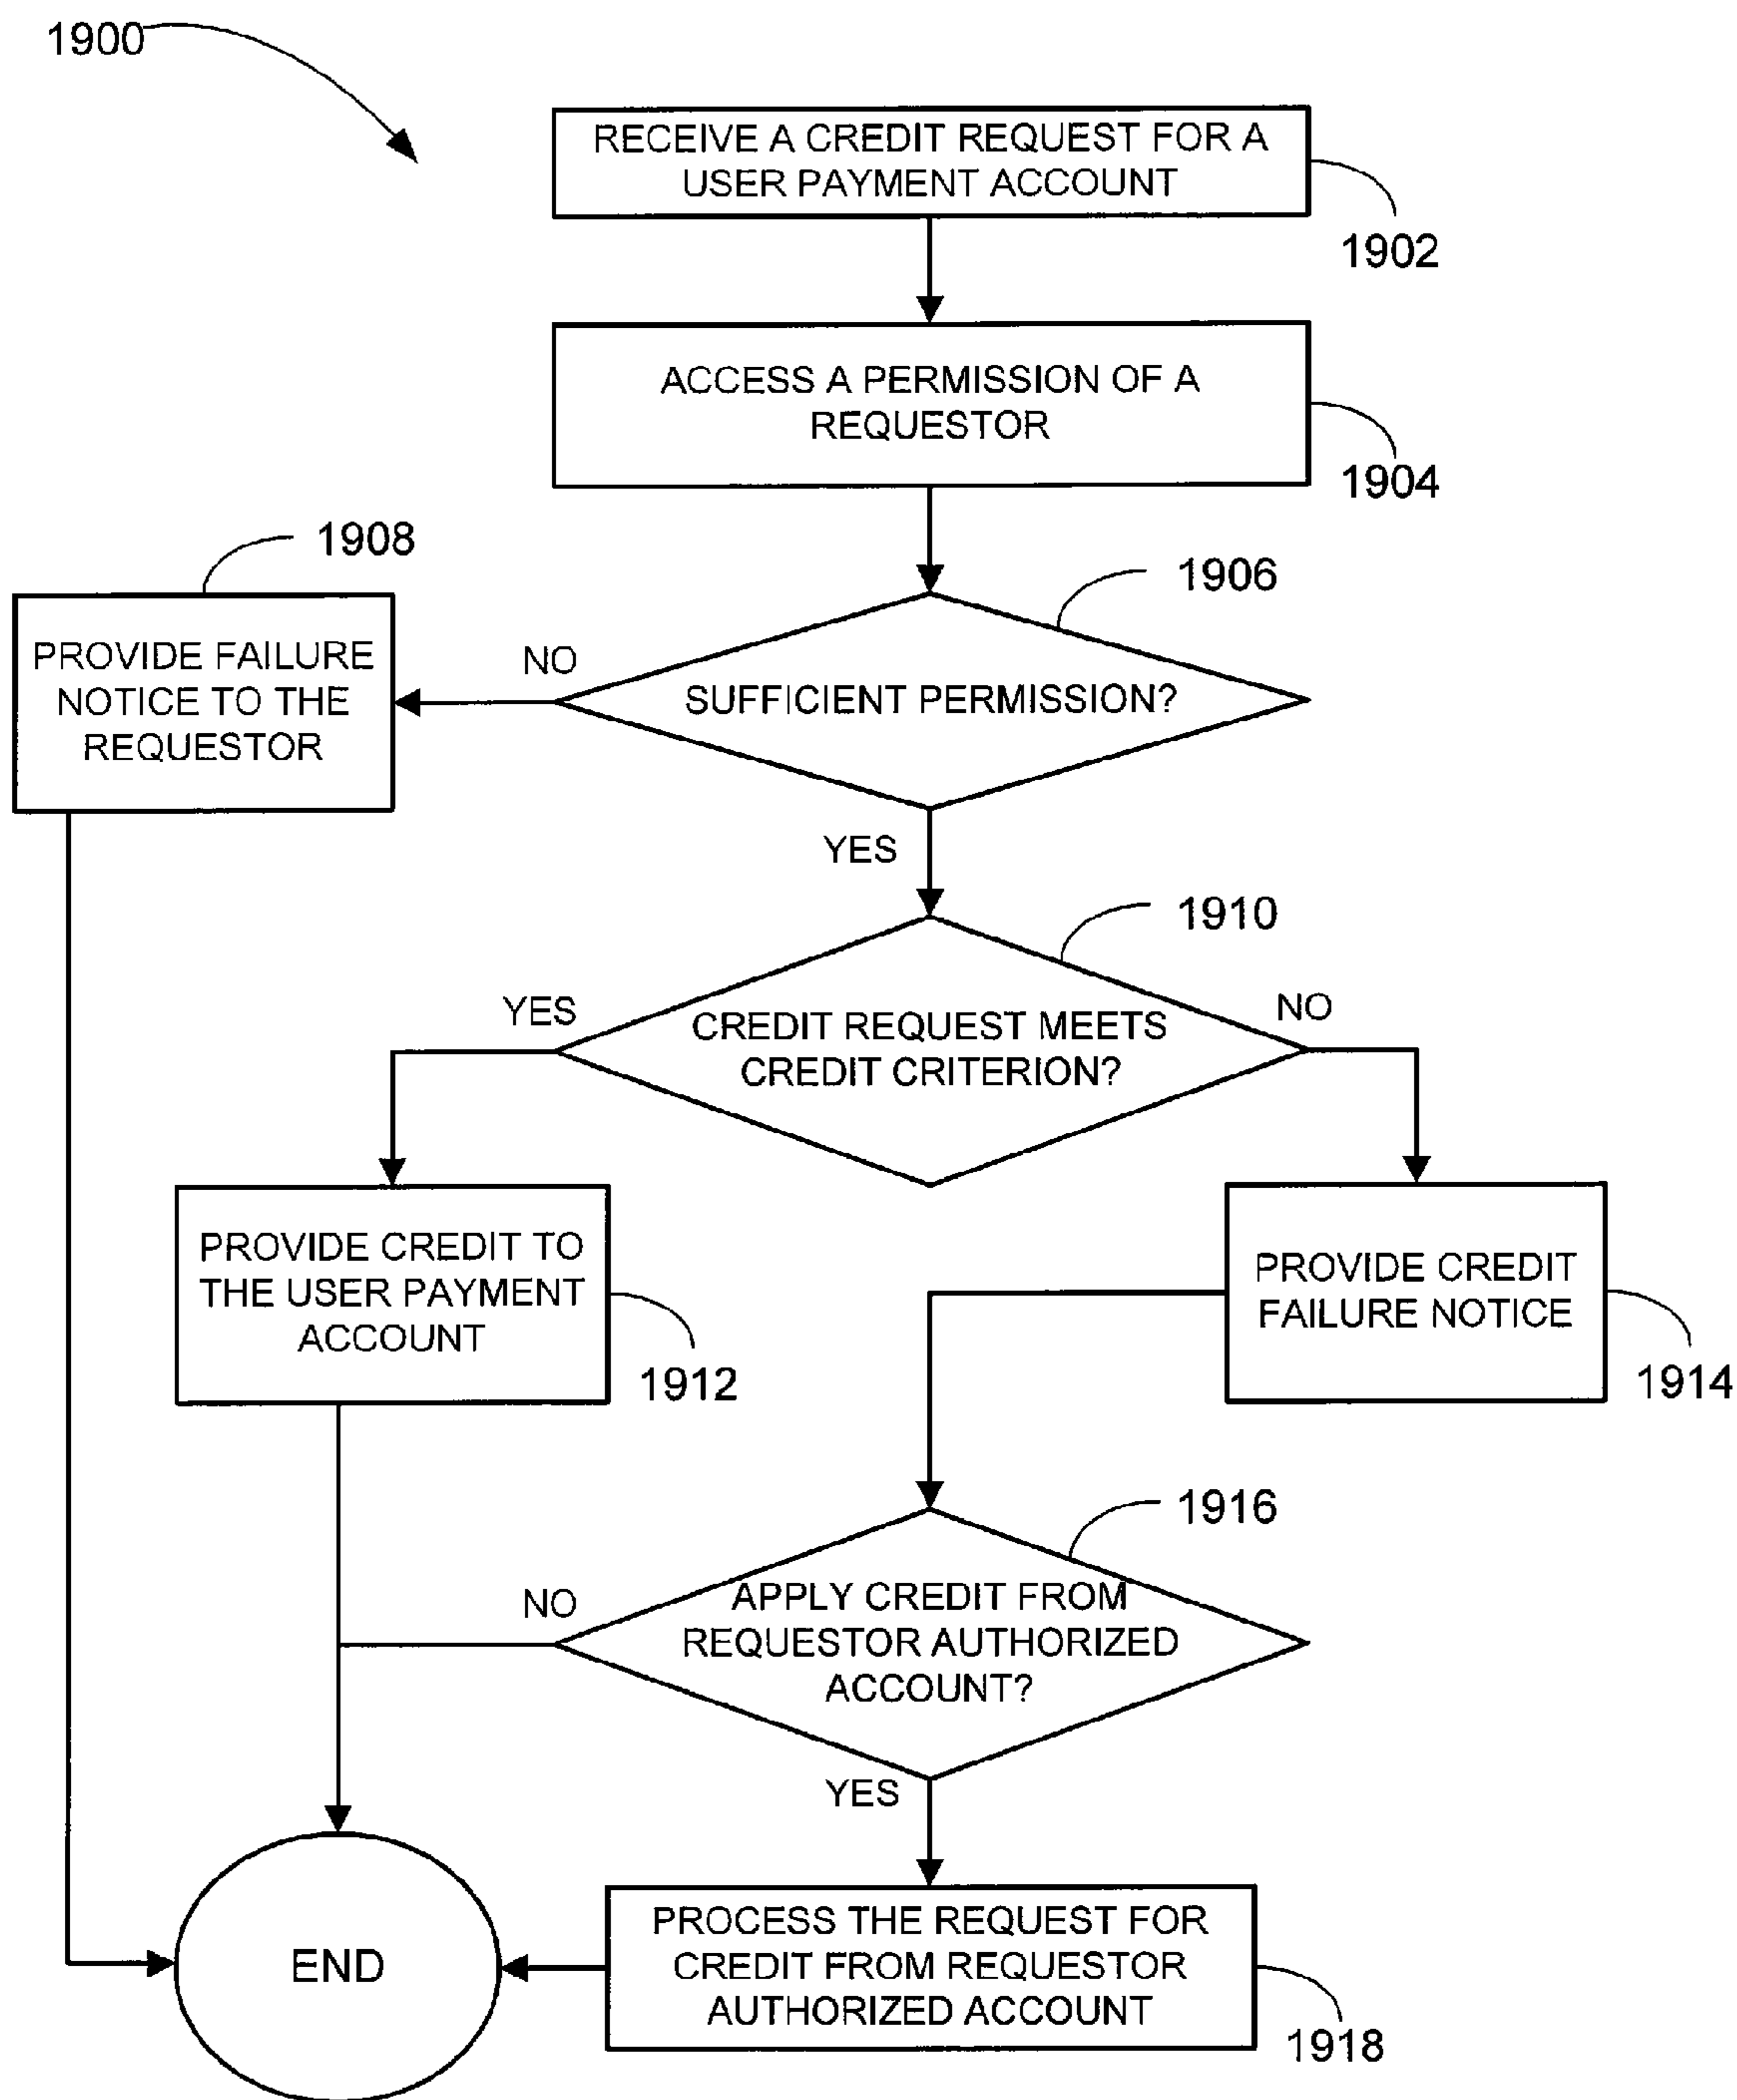 1900
RECEIVE A CREDIT REQUEST FOR A
USER PAYMENT ACCOUNT
1902
ACCESS A PERMISSION OF A
REQUESTOR
1904
1908
PROVIDE FAILURE
NOTICE TO THE
REQUESTOR
NO
1906
SUFFICIENT PERMISSION?
YES
1910
YES
CREDIT REQUEST MEETS
CREDIT CRITERION?
NO
PROVIDE CREDIT TO
THE USER PAYMENT
ACCOUNT
1912
PROVIDE CREDIT
FAILURE NOTICE
1914
1916
NO
APPLY CREDIT FROM
REQUESTOR AUTHORIZED
ACCOUNT?
YES
END
PROCESS THE REQUEST FOR
CREDIT FROM REQUESTOR
AUTHORIZED ACCOUNT
1918